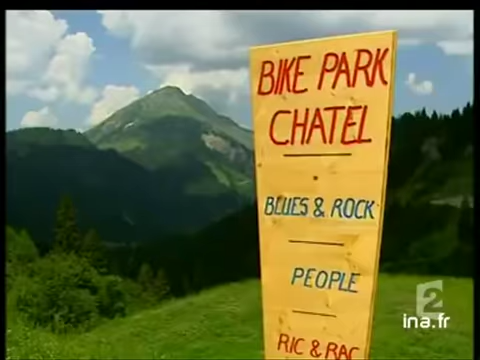 BIKE PARK
CHATEL
BLUES & ROCK
PEOPLE
RIC & RAC
2
ina.fr